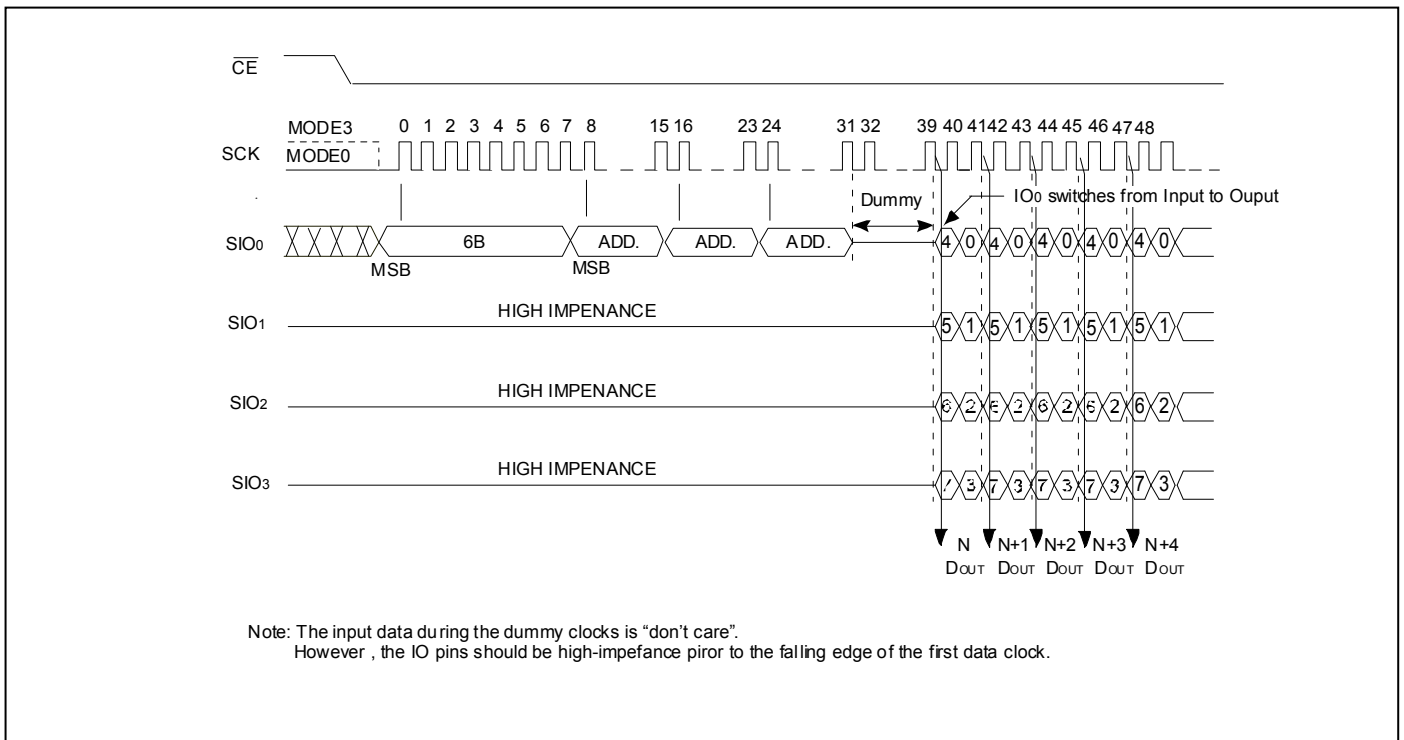 CE
MODE3 0 1 2 3 4 5 6 7 8 15 16 23 24 31 32 39 40 41 42 43 44 45 46 47 48
SCK MODE0
Dummy IO0 switches from Input to Ouput
SIO0 6B ADD. ADD. ADD. 4 0 4 0 4 0 4 0 4 0
MSB MSB
HIGH IMPENANCE
SIO1 5 1 5 1 5 1 5 1 5 1
HIGH IMPENANCE
SIO2 6 2 6 2 6 2 6 2 6 2
HIGH IMPENANCE
SIO3 7 3 7 3 7 3 7 3 7 3
N N+1 N+2 N+3 N+4
DOUT DOUT DOUT DOUT DOUT
Note: The input data during the dummy clocks is “don’t care”.
However , the IO pins should be high-impefance piror to the falling edge of the first data clock.